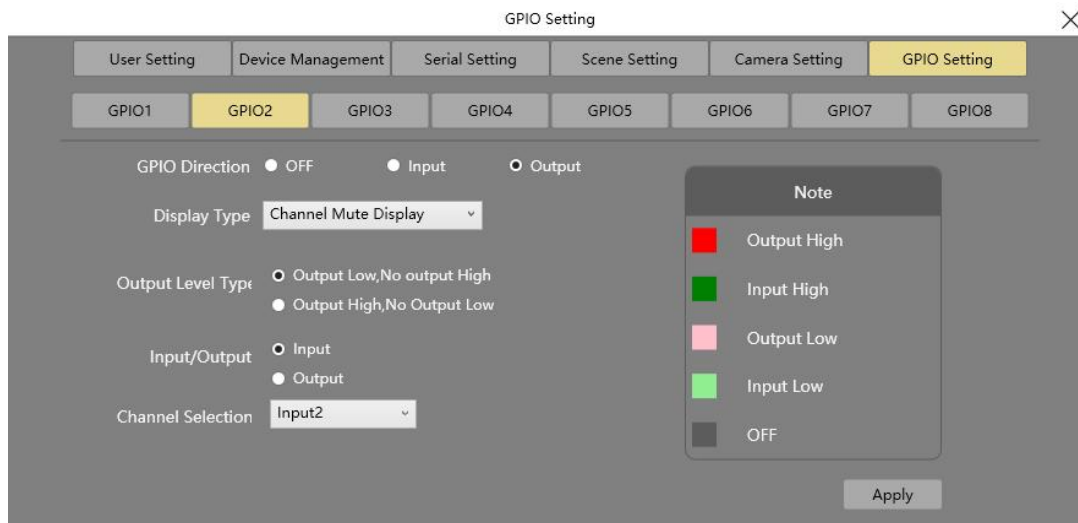 GPIO Setting
User Setting Device Management Serial Setting Scene Setting Camera Setting GPIO Setting
GPIO1 GPIO2 GPIO3 GPIO4 GPIO5 GPIO6 GPIO7 GPIO8
GPIO Direction OFF Input Output
Display Type Channel Mute Display
Output Level Type Output Low,No output High
Output High,No Output Low
Input/Output Input
Output
Channel Selection Input2
Note
Output High
Input High
Output Low
Input Low
OFF
Apply